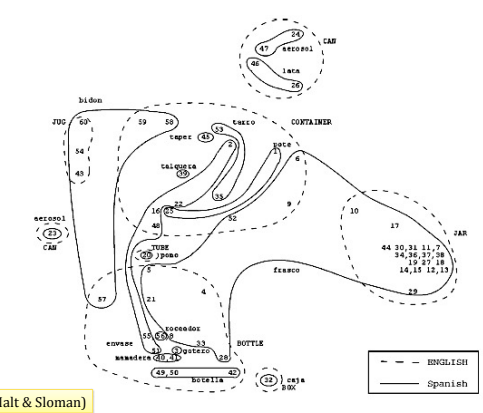 24
CAN
47 aerosol
46
lata
26
bidon
JUG 60 59 58 tarro CONTAINER
53
taper 45 pote
2 1
54 6
talquera
43 39
35
22 9
16 25 10
52
aerosol 48 17
23 TUBE JAR
CAN 20 pomo 44 30,31 11,7
34,36,37,38
5 19 27 18
frasco 14,15 12,13
4 29
57 21
rociador
55 56 8 33
envase BOTTLE
51 3 gotero
mamadera 40,41 28
49,50 42 32 caja
botella BOX
ENGLISH
Spanish
Malt & Sloman)